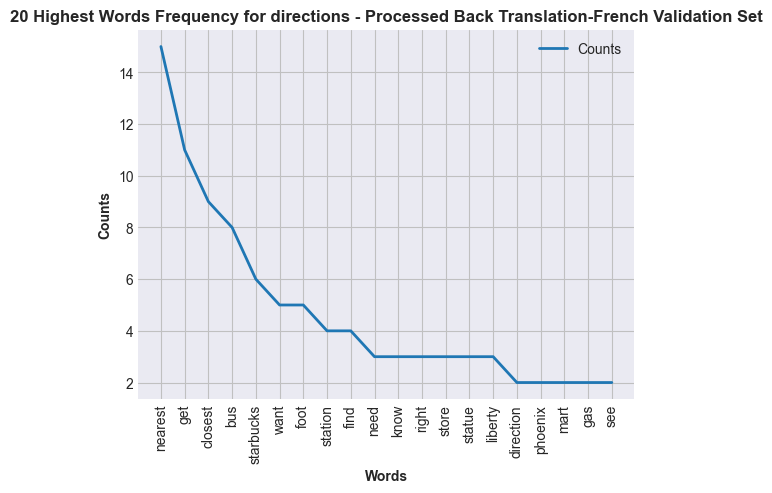 20 Highest Words Frequency for directions - Processed Back Translation-French Validation Set
Counts
14
12
10
8
6
4
2
Counts
nearest
get
closest
bus
starbucks
want
foot
station
find
need
know
right
store
statue
liberty
direction
phoenix
mart
gas
see
Words